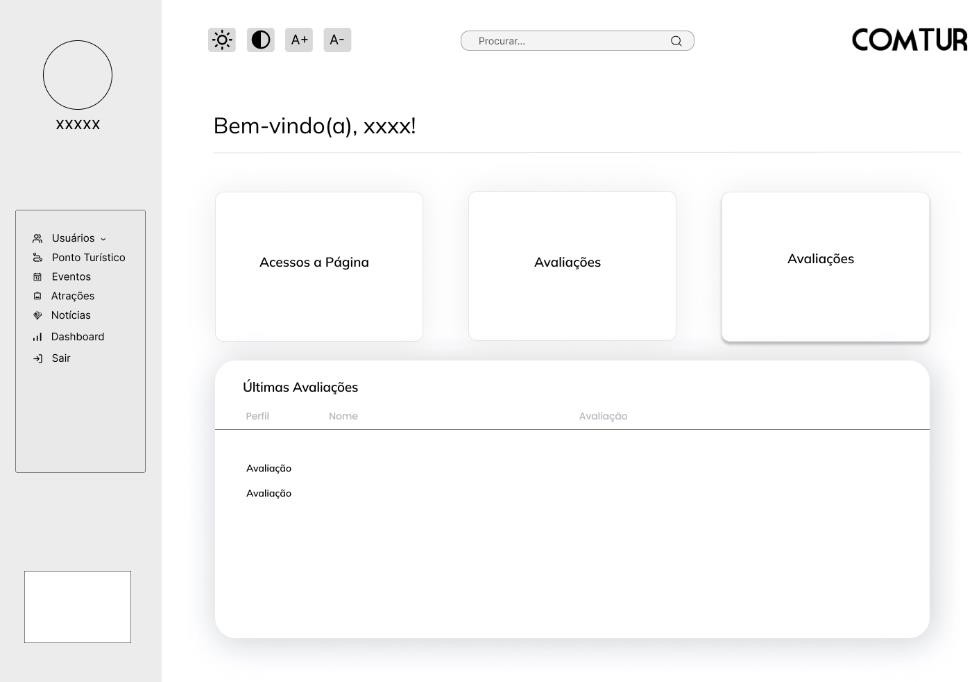 A+
A-
Procurar...
COMTUR
XXXXX
Bem-vindo(a), xxxx!
Usuários
Ponto Turístico
Eventos
Atrações
Notícias
Dashboard
Sair
Acessos a Página
Avaliações
Avaliações
Últimas Avaliações
Perfil
Nome
Avaliação
Avaliação
Avaliação